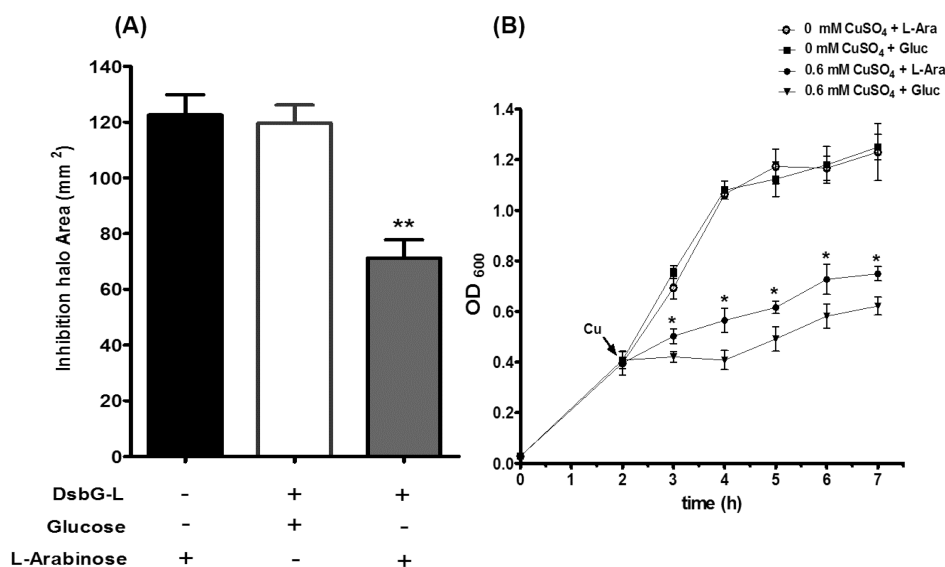 (A)
Inhibition halo Area (mm²)
140
120
100
80
60
40
20
0
**
DsbG-L - + +
Glucose - + -
L-Arabinose + - +
(B)
0 mM CuSO₄ + L-Ara
0 mM CuSO₄ + Gluc
0.6 mM CuSO₄ + L-Ara
0.6 mM CuSO₄ + Gluc
OD 600
1.4
1.2
1.0
0.8
0.6
0.4
0.2
0.0
Cu
* * * * *
0 1 2 3 4 5 6 7
time (h)